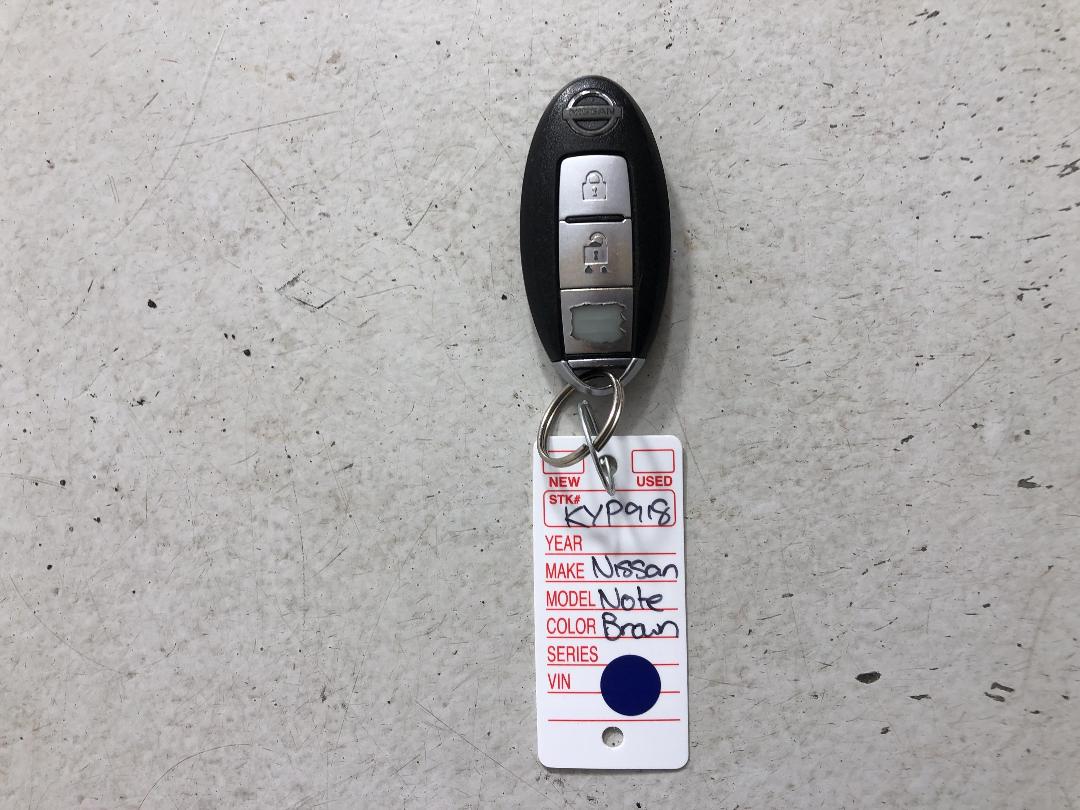 NISSAN
NEW USED
STK# KYP918
YEAR
MAKE Nissan
MODEL Note
COLOR Brown
SERIES
VIN